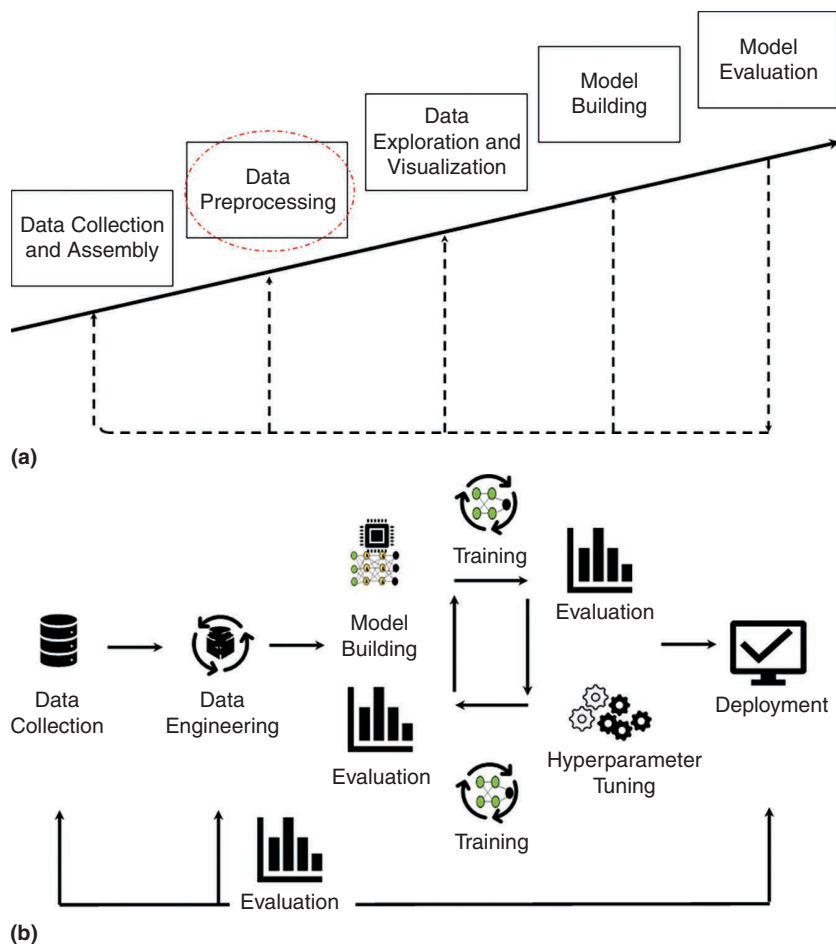 Model
Evaluation
Model
Building
Data
Exploration and
Visualization
Data
Preprocessing
Data Collection
and Assembly
(a)
Training
Evaluation
Model
Building
Data
Collection
Data
Engineering
Deployment
Evaluation
Hyperparameter
Tuning
Training
Evaluation
(b)